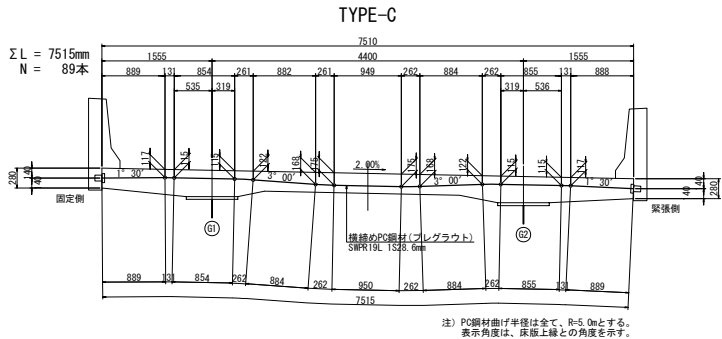 TYPE-C
7510
ΣL = 7515mm
N = 89本
1555 4400 1555
889 131 854 261 882 261 949 262 884 262 855 131 888
535 319 319 536
117 115 115 122 168 175 2.00% 175 168 122 115 115 117
280 140 40 1° 30' 3° 00' 3° 00' 1° 30' 40 40 280
固定側 緊張側
G1 G2
横締めPC鋼材(プレグラウト)
SWPR19L 1S28.6mm
889 131 854 262 884 262 950 262 884 262 855 131 889
7515
注) PC鋼材曲げ半径は全て、R=5.0mとする。
表示角度は、床版上縁との角度を示す。